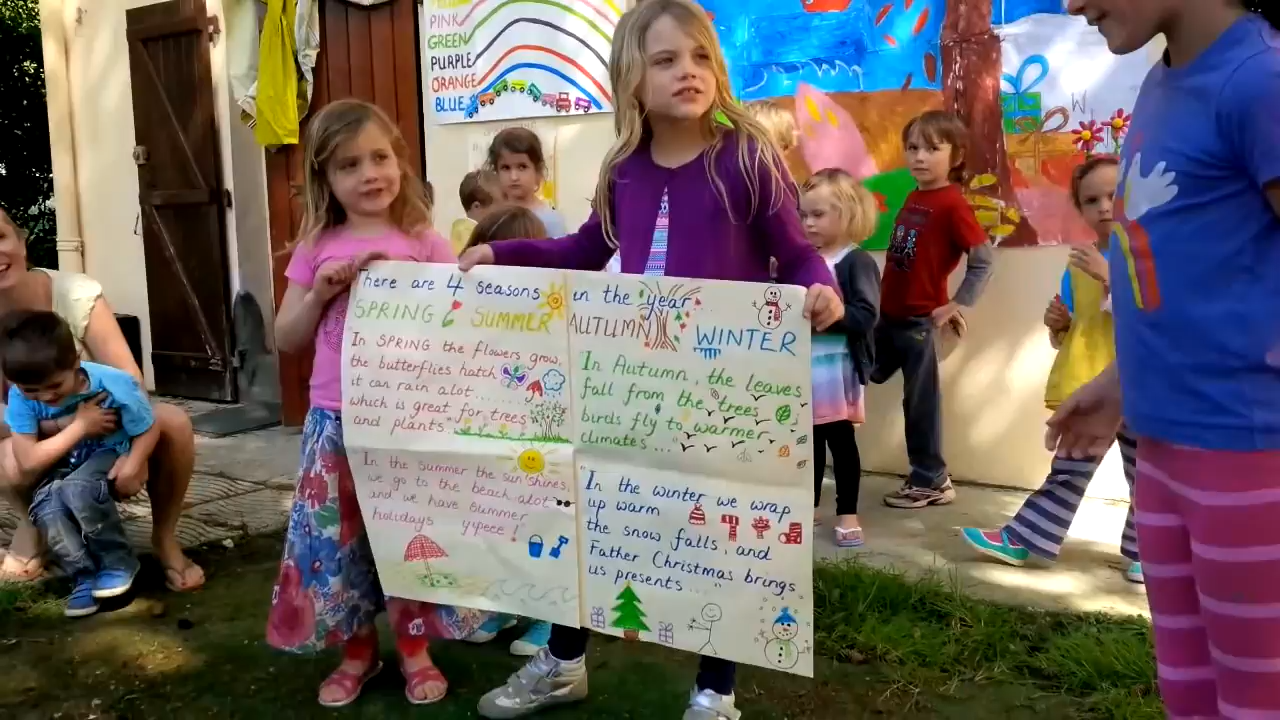 PINK
GREEN
PURPLE
ORANGE
BLUE
There are 4 seasons in the year
SPRING SUMMER AUTUMN WINTER
In SPRING the flowers grow,
the butterflies hatch
it can rain alot........
which is great for trees
and plants.
In the summer the sun shines,
we go to the beach alot
and we have summer
holidays yipeee!
In Autumn, the leaves
fall from the trees
birds fly to warmer
climates...
In the winter we wrap
up warm
the snow falls, and
Father Christmas brings
us presents...
W